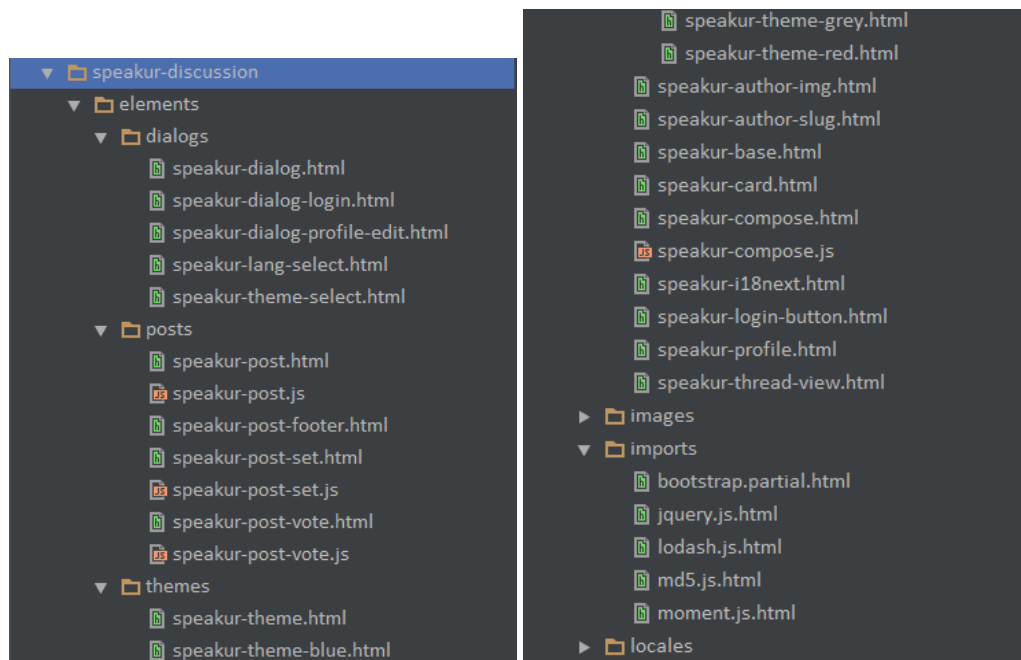 speakur-discussion
elements
dialogs
speakur-dialog.html
speakur-dialog-login.html
speakur-dialog-profile-edit.html
speakur-lang-select.html
speakur-theme-select.html
posts
speakur-post.html
speakur-post.js
speakur-post-footer.html
speakur-post-set.html
speakur-post-set.js
speakur-post-vote.html
speakur-post-vote.js
themes
speakur-theme.html
speakur-theme-blue.html
speakur-theme-grey.html
speakur-theme-red.html
speakur-author-img.html
speakur-author-slug.html
speakur-base.html
speakur-card.html
speakur-compose.html
speakur-compose.js
speakur-i18next.html
speakur-login-button.html
speakur-profile.html
speakur-thread-view.html
images
imports
bootstrap.partial.html
jquery.js.html
lodash.js.html
md5.js.html
moment.js.html
locales